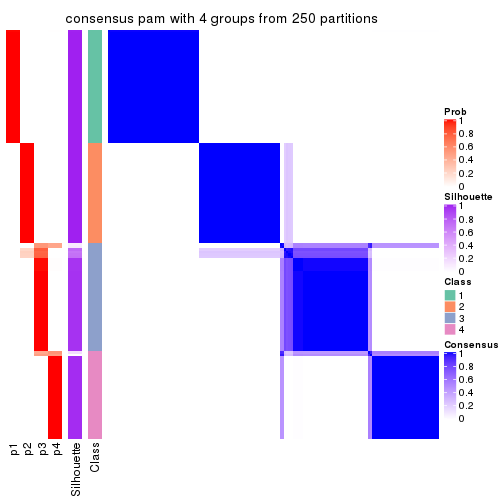 consensus pam with 4 groups from 250 partitions
Prob
1
0.8
0.6
0.4
0.2
0
Silhouette
1
0.8
0.6
0.4
0.2
0
Class
1
2
3
4
Consensus
1
0.8
0.6
0.4
0.2
0
p1
p2
p3
p4
Silhouette
Class